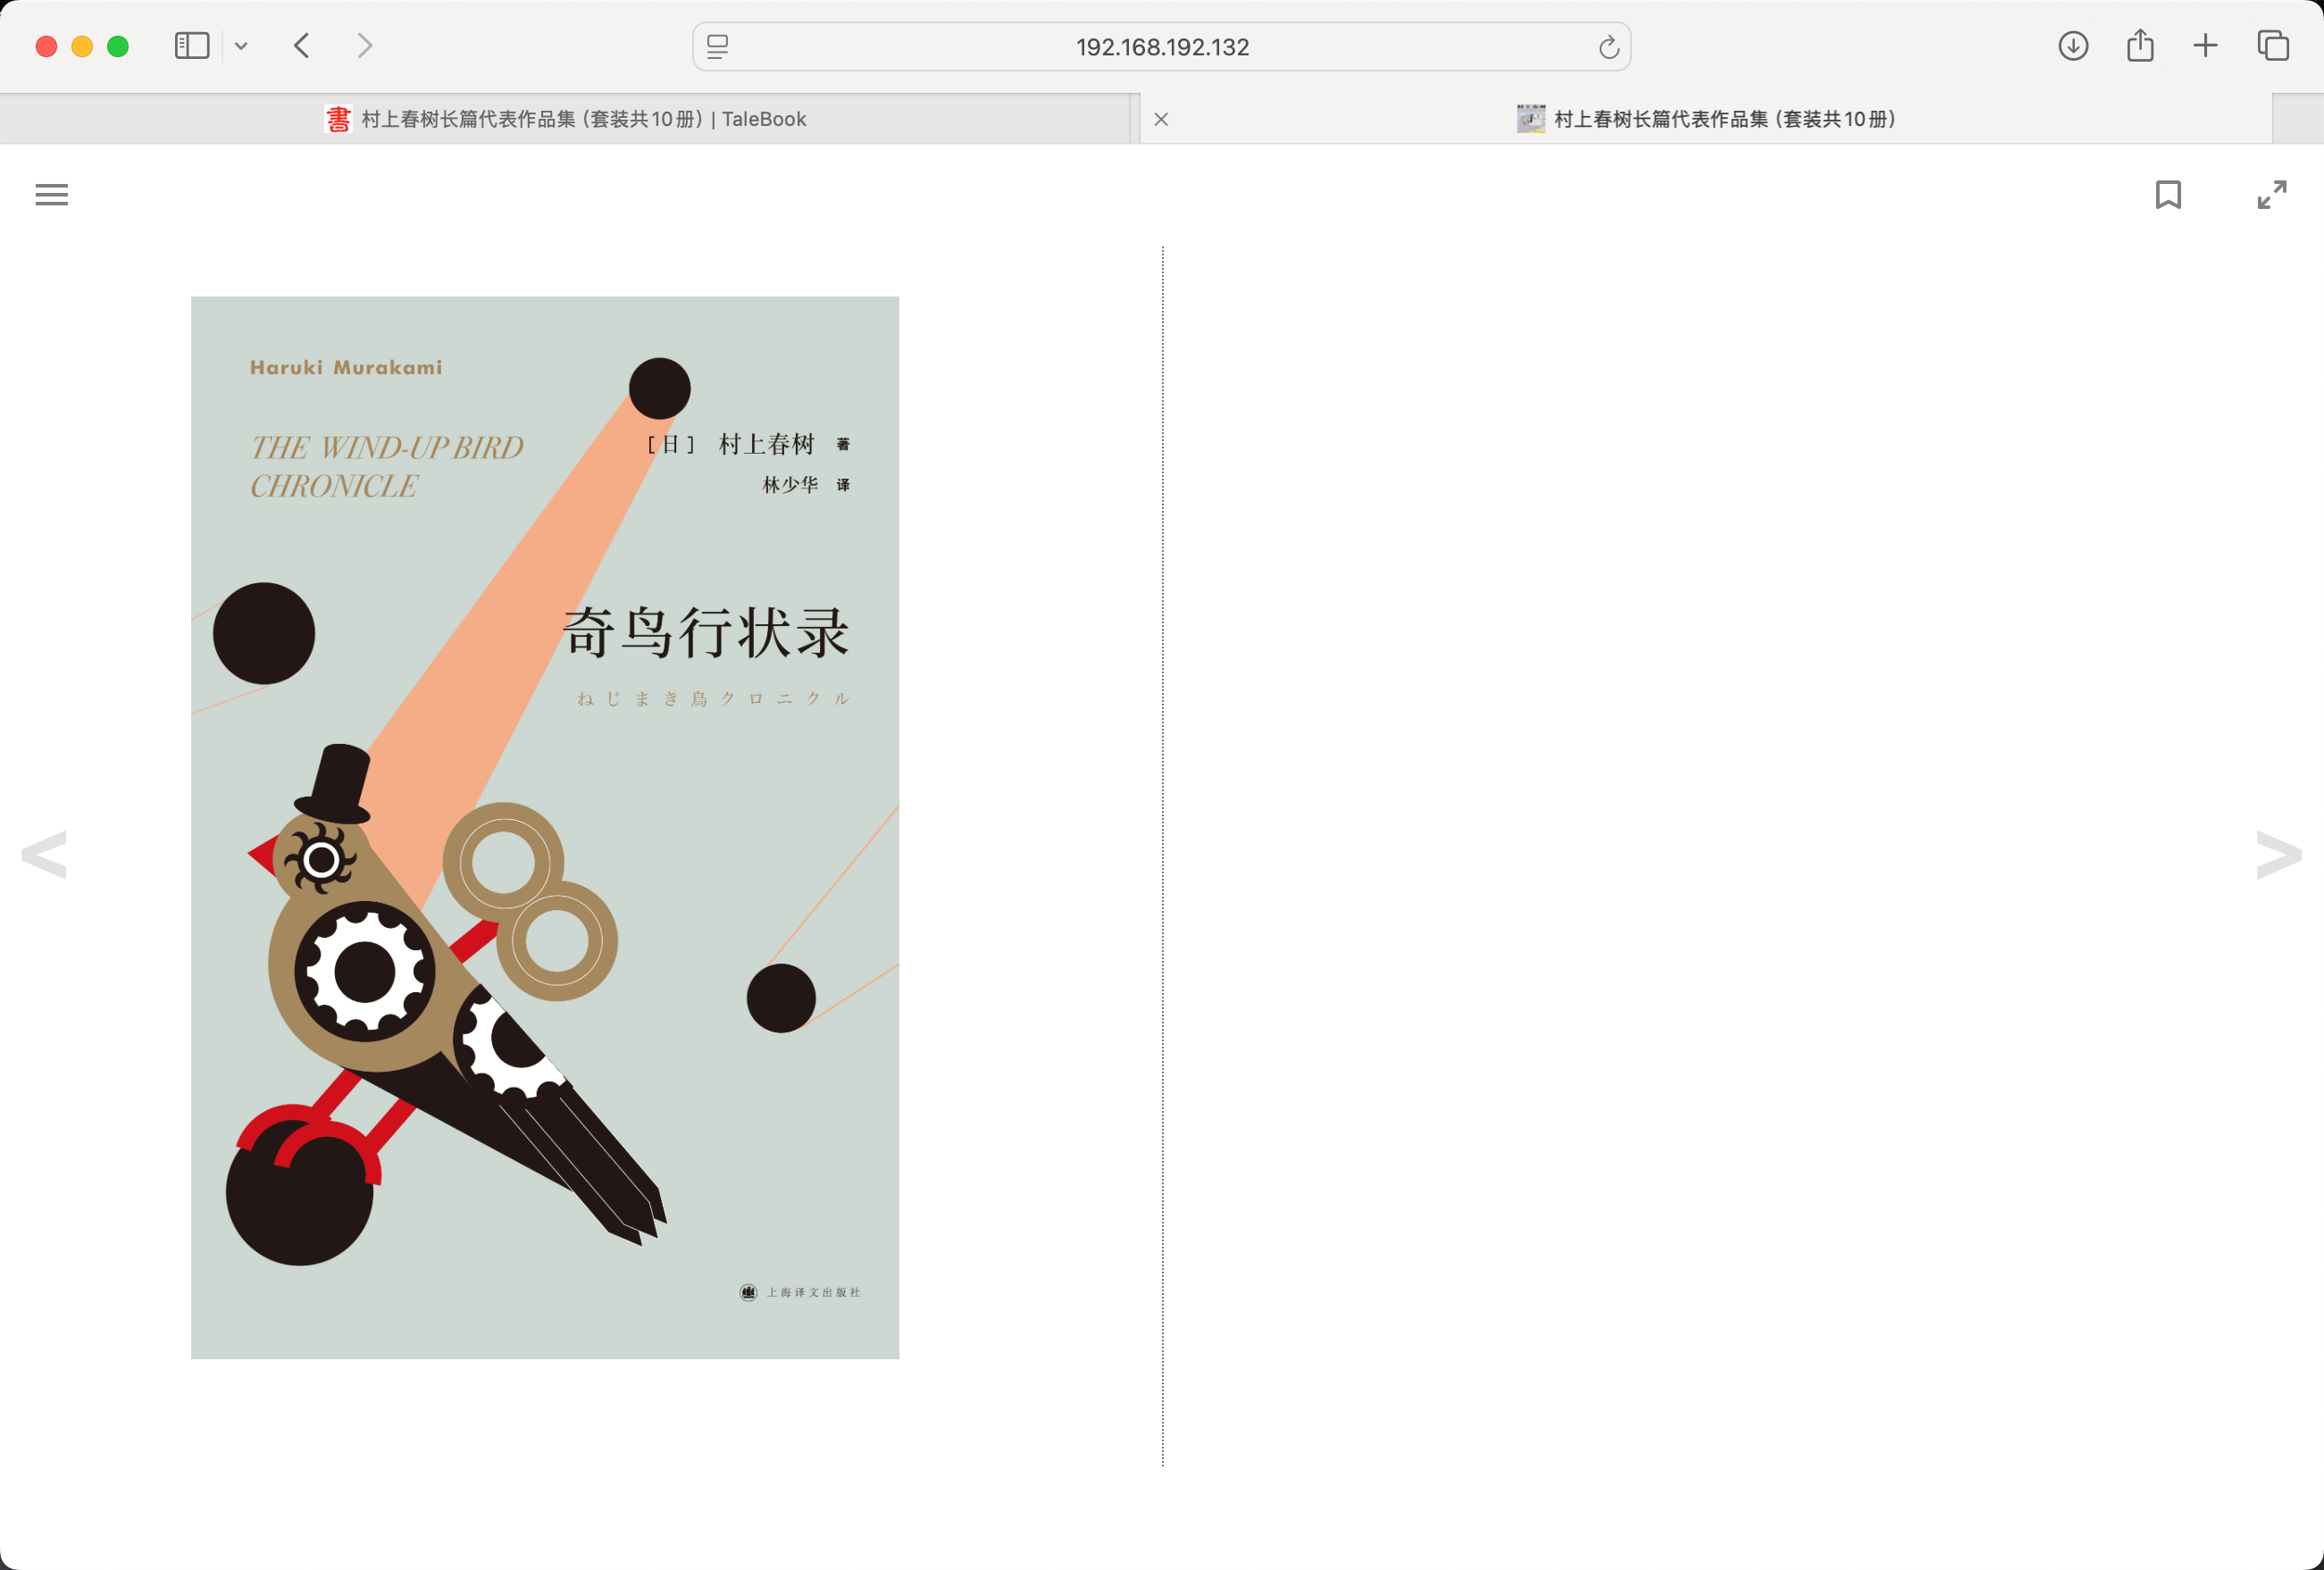 192.168.192.132
書 村上春树长篇代表作品集（套装共10册）| TaleBook
村上春树长篇代表作品集（套装共10册）
Haruki Murakami
THE WIND-UP BIRD
CHRONICLE
［日］ 村上春树 著
林少华 译
奇鸟行状录
ねじまき鳥クロニクル
上海译文出版社